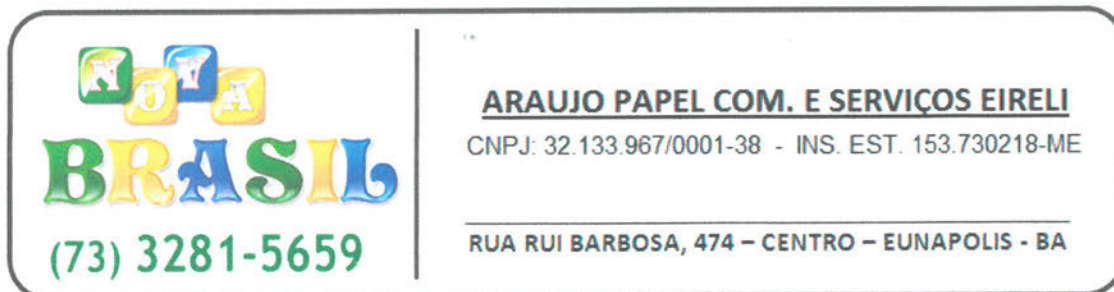 NOVA
BRASIL
(73) 3281-5659
ARAUJO PAPEL COM. E SERVIÇOS EIRELI
CNPJ: 32.133.967/0001-38 - INS. EST. 153.730218-ME
RUA RUI BARBOSA, 474 – CENTRO – EUNAPOLIS - BA